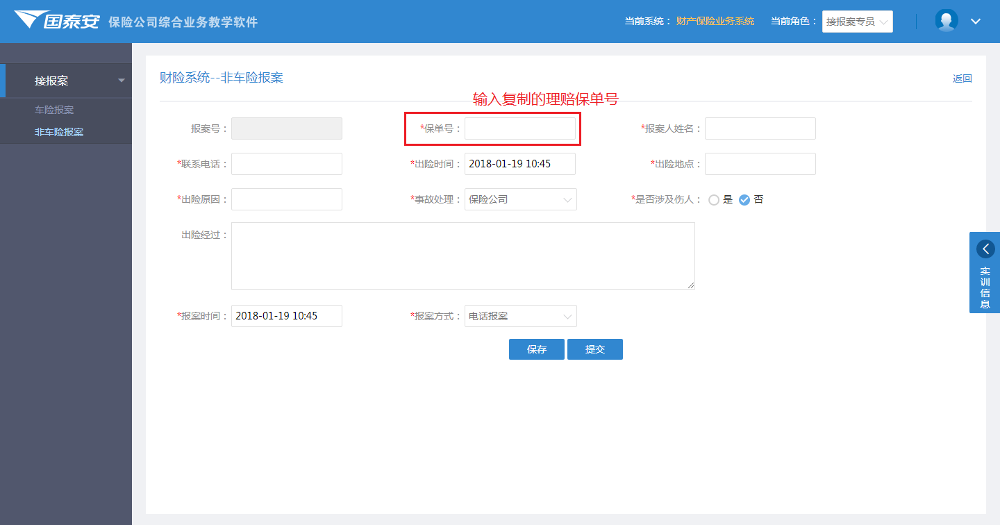 国泰安 保险公司综合业务教学软件 当前系统： 财产保险业务系统 当前角色： 接报案专员
接报案
车险报案
非车险报案
财险系统--非车险报案 返回
输入复制的理赔保单号
报案号： *保单号： *报案人姓名：
*联系电话： *出险时间： 2018-01-19 10:45 *出险地点：
*出险原因： *事故处理： 保险公司 *是否涉及伤人： 是 否
出险经过：
*报案时间： 2018-01-19 10:45 *报案方式： 电话报案
保存 提交
实训信息